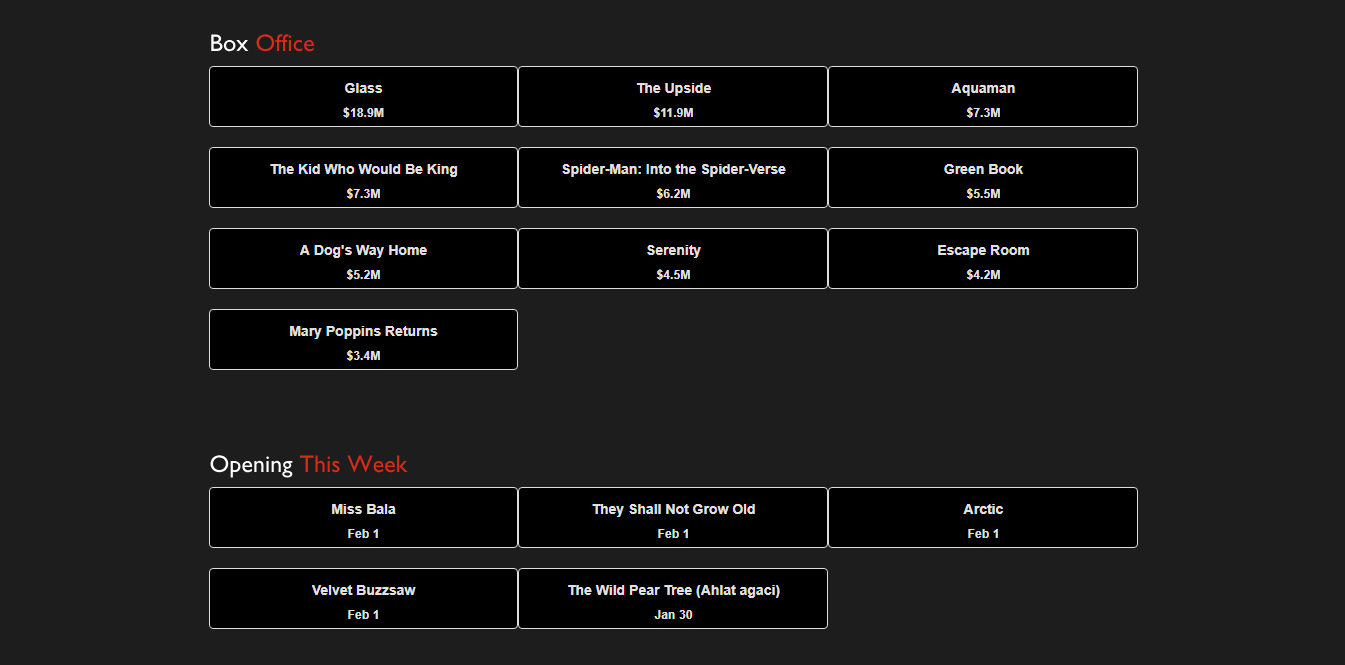 Box Office
Glass
$18.9M
The Upside
$11.9M
Aquaman
$7.3M
The Kid Who Would Be King
$7.3M
Spider-Man: Into the Spider-Verse
$6.2M
Green Book
$5.5M
A Dog's Way Home
$5.2M
Serenity
$4.5M
Escape Room
$4.2M
Mary Poppins Returns
$3.4M
Opening This Week
Miss Bala
Feb 1
They Shall Not Grow Old
Feb 1
Arctic
Feb 1
Velvet Buzzsaw
Feb 1
The Wild Pear Tree (Ahlat agaci)
Jan 30